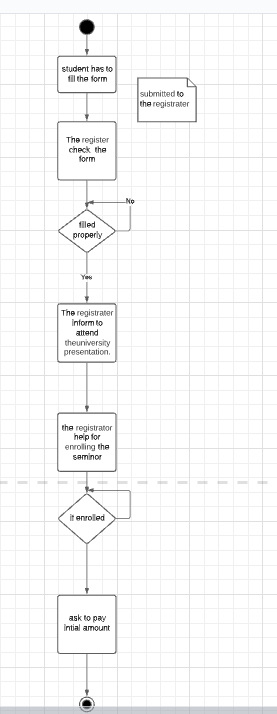 student has to
fill the form
submitted to
the registrater
The register
check the
form
No
filled
properly
Yes
The registrater
inform to
attend
theuniversity
presentation.
the registrator
help for
enrolling the
seminor
if enrolled
ask to pay
intial amount